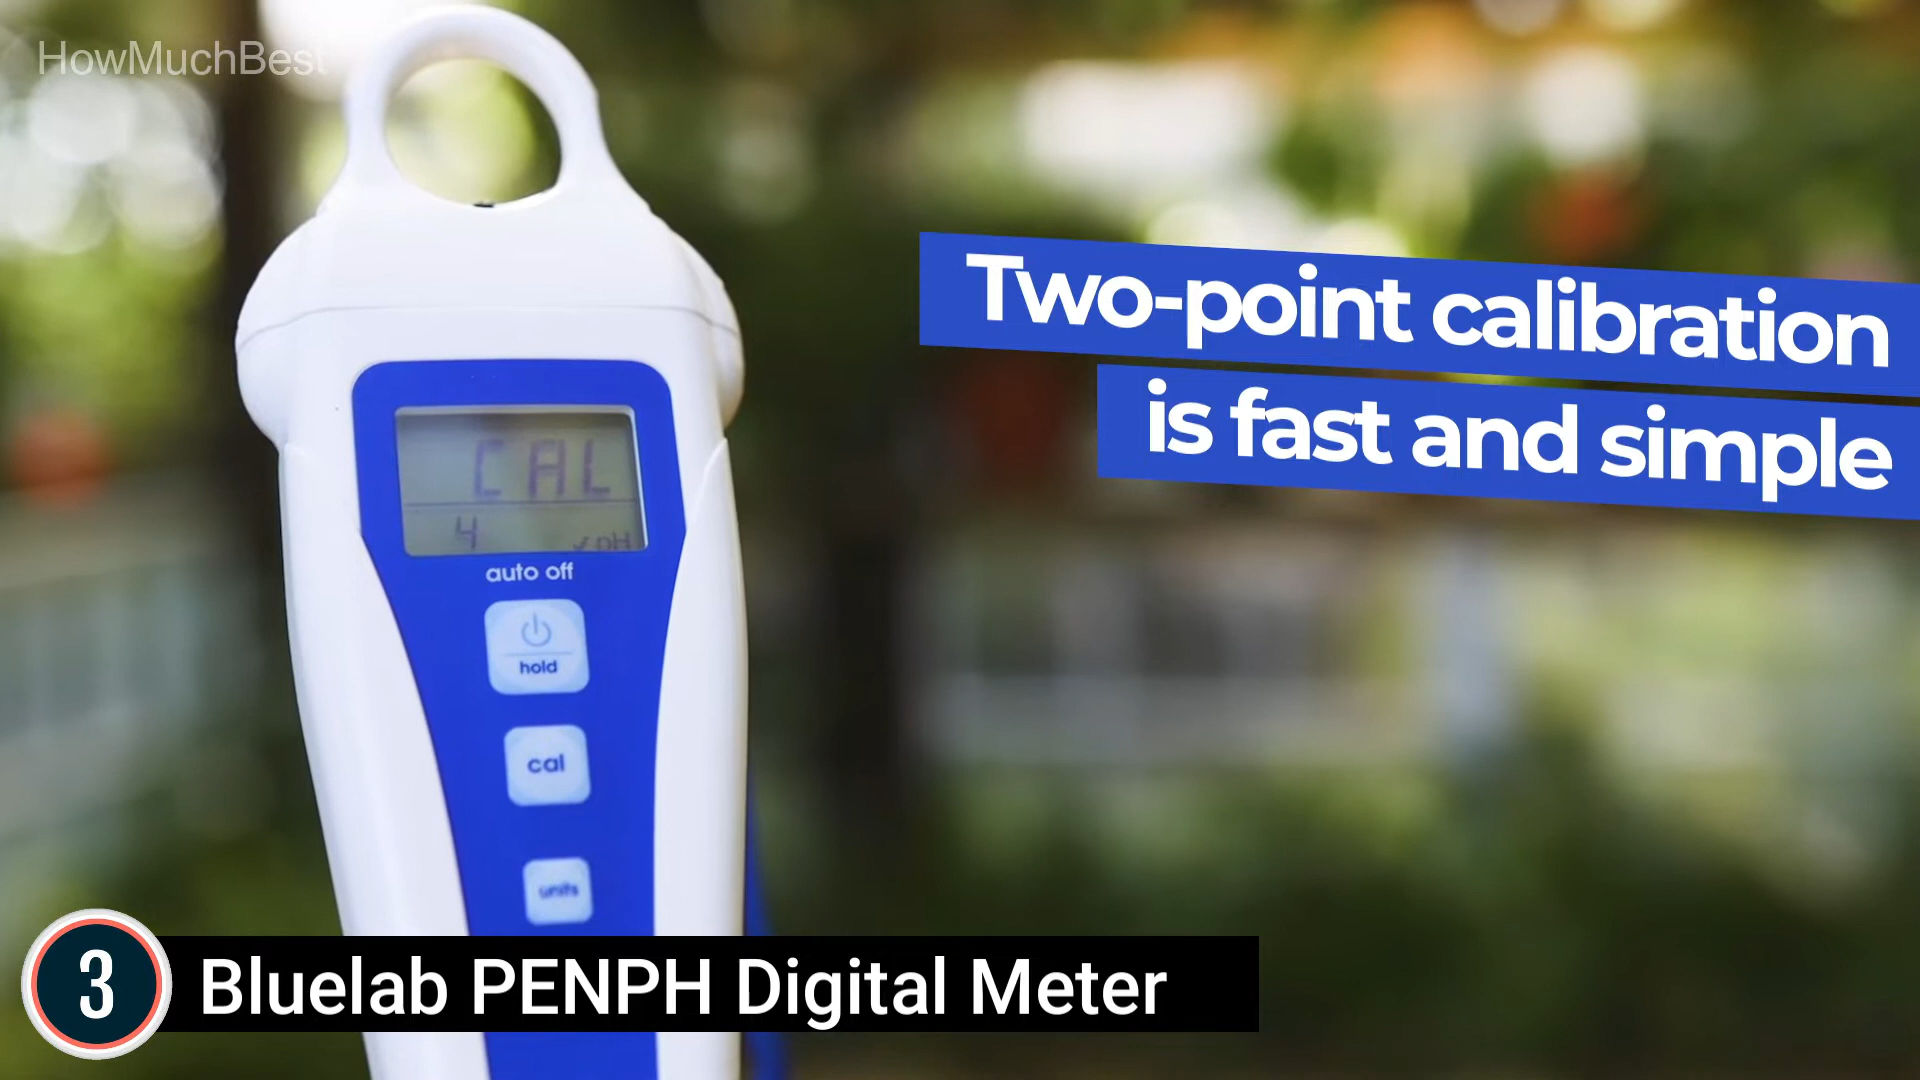 HowMuchBest
Two-point calibration
is fast and simple
CAL
4 ✓ pH
auto off
hold
cal
units
3 Bluelab PENPH Digital Meter